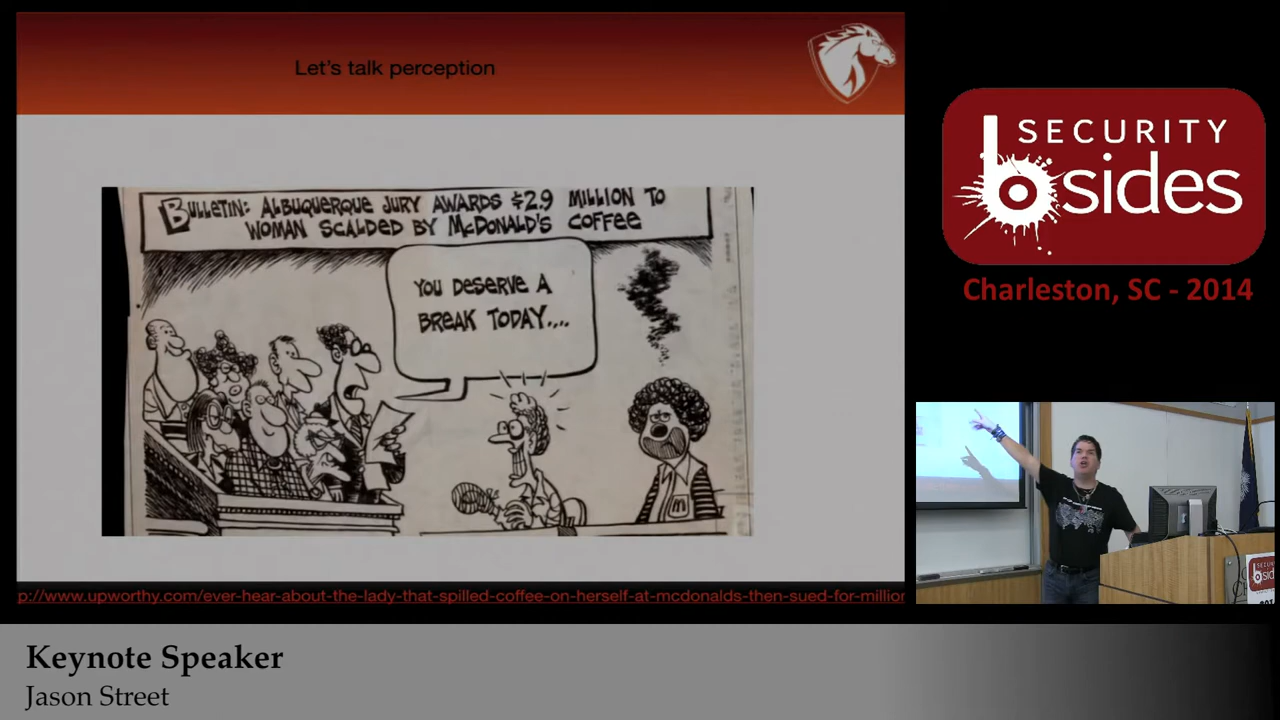 Let's talk perception
BULLETIN: ALBUQUERQUE JURY AWARDS $2.9 MILLION TO
WOMAN SCALDED BY McDONALD'S COFFEE
YOU DESERVE A
BREAK TODAY....
p://www.upworthy.com/ever-hear-about-the-lady-that-spilled-coffee-on-herself-at-mcdonalds-then-sued-for-million
SECURITY
bsides
Charleston, SC - 2014
SECURITY
Keynote Speaker
Jason Street